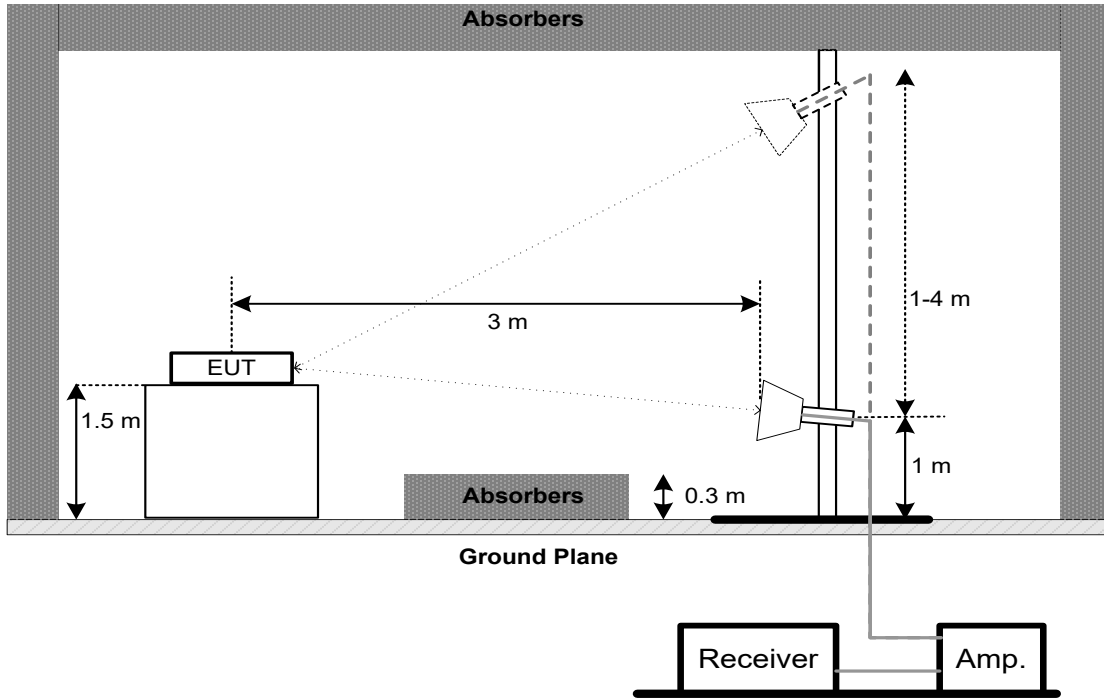 Absorbers
1-4 m
3 m
EUT
1.5 m
1 m
Absorbers
0.3 m
Ground Plane
Receiver
Amp.